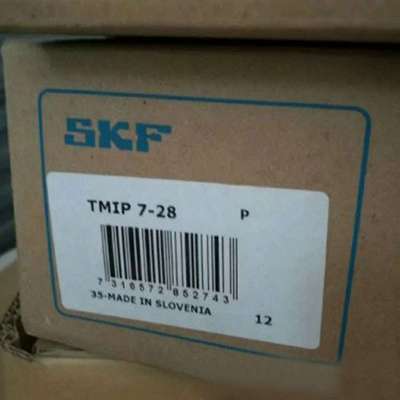 SKF
TMIP 7-28 P
7 316572 852743
35-MADE IN SLOVENIA
12